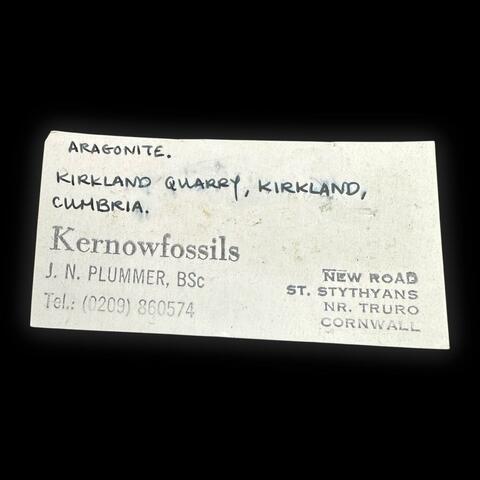 ARAGONITE.
KIRKLAND QUARRY, KIRKLAND,
CUMBRIA.
Kernowfossils
J. N. PLUMMER, BSc
Tel.: (0209) 860574
NEW ROAD
ST. STYTHYANS
NR. TRURO
CORNWALL